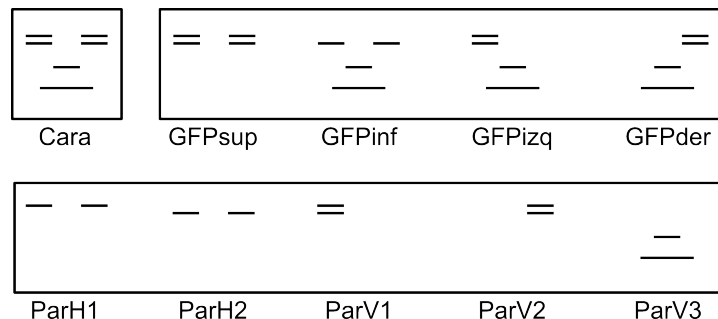 Cara GFPsup GFPinf GFPizq GFPder
ParH1 ParH2 ParV1 ParV2 ParV3